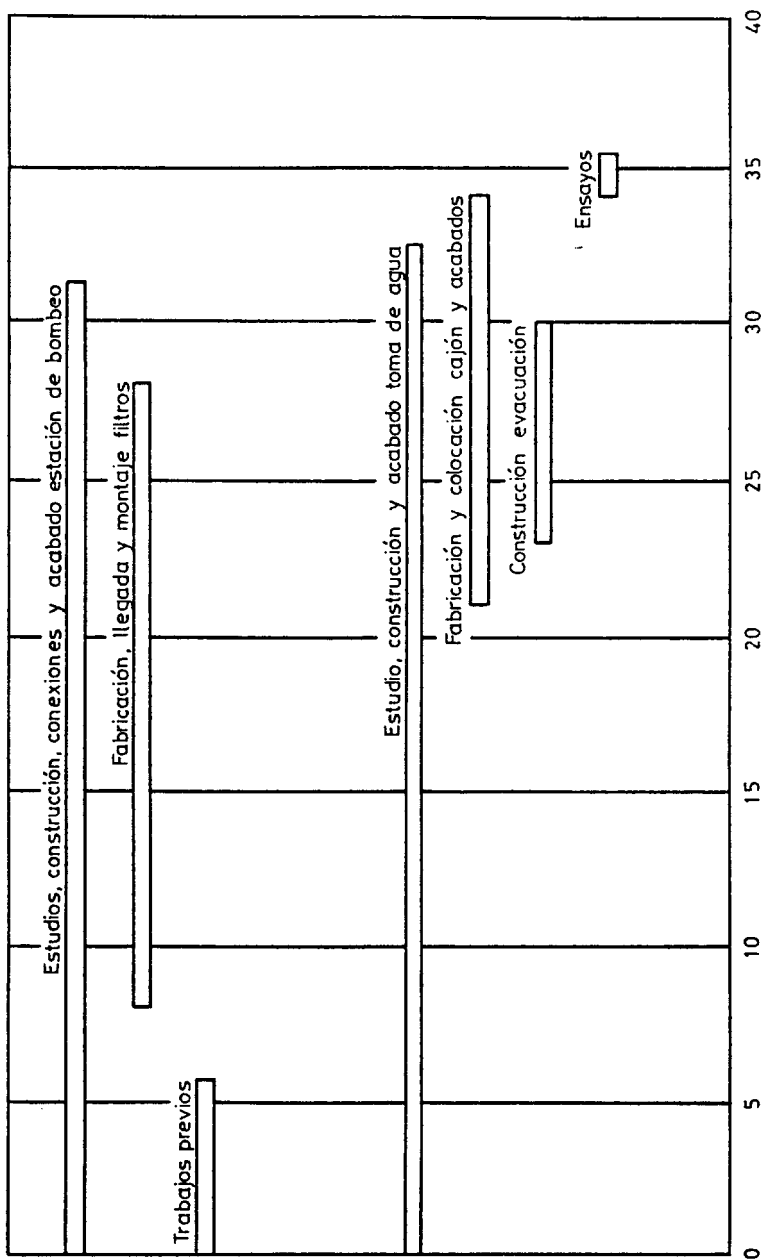 Estudios, construcción, conexiones y acabado estación de bombeo
Fabricación, llegada y montaje filtros
Trabajos previos
Estudio, construcción y acabado toma de agua
Fabricación y colocación cajón y acabados
Construcción evacuación
Ensayos
0 5 10 15 20 25 30 35 40